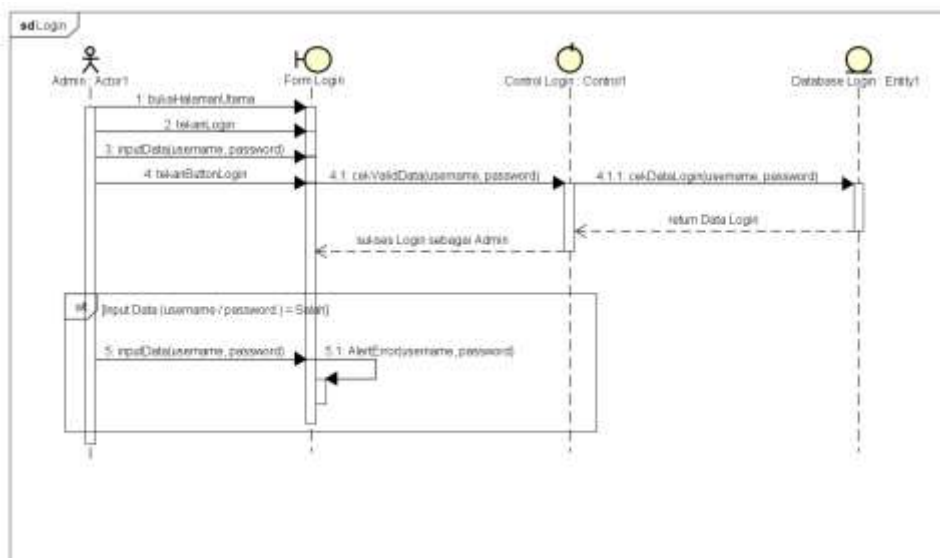 sd Login
Admin : Actor1
: Form Login
Control Login : Control1
Database Login : Entity1
1: bukaHalamanUtama
2: tekanLogin
3: inputData(username, password)
4: tekanButtonLogin
4.1: cekValidData(username, password)
4.1.1: cekDataLogin(username, password)
return Data Login
sukses Login sebagai Admin
alt
[Input Data (username / password ) = Salah]
5: inputData(username, password)
5.1: AlertError(username, password)